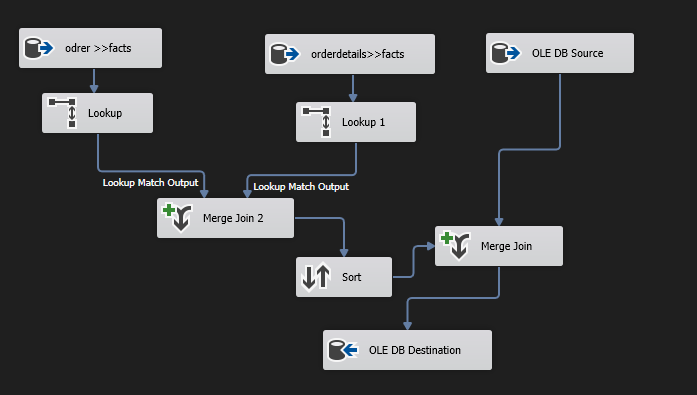 odrer >>facts
orderdetails>>facts
OLE DB Source
Lookup
Lookup 1
Lookup Match Output
Lookup Match Output
Merge Join 2
Merge Join
Sort
OLE DB Destination